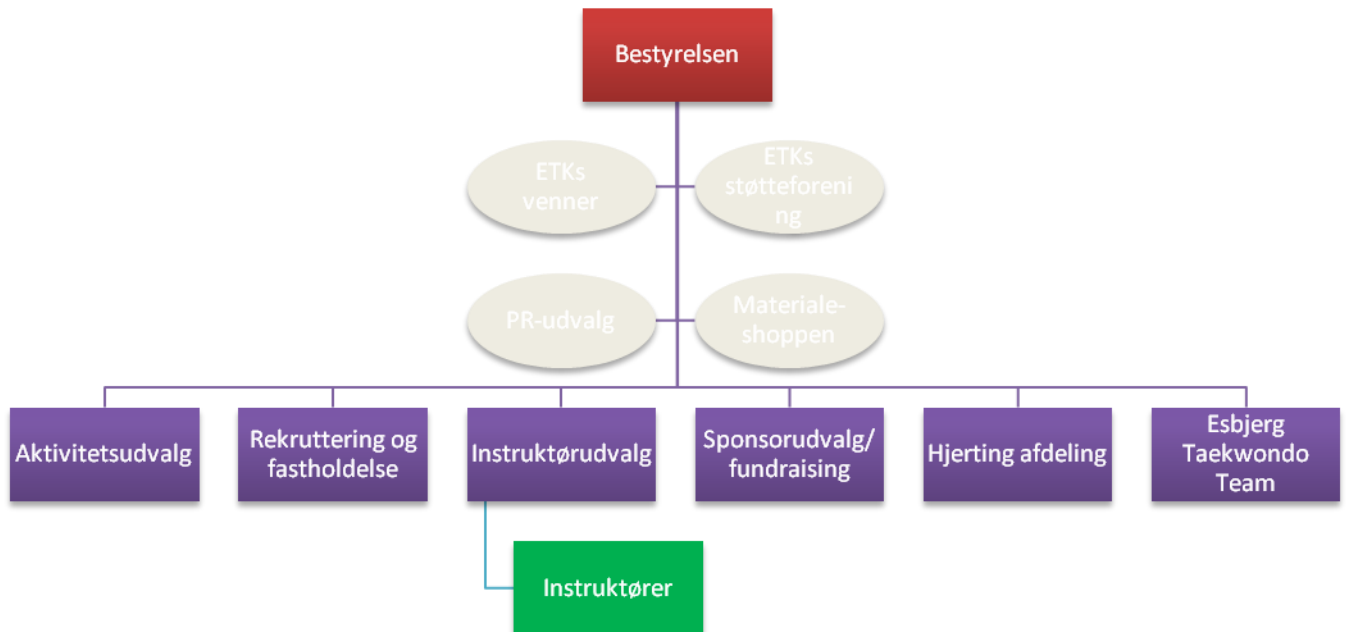 Bestyrelsen
ETKs
venner
ETKs
støtteforeni
ng
PR-udvalg
Materiale-
shoppen
Aktivitetsudvalg
Rekruttering og
fastholdelse
Instruktørudvalg
Sponsorudvalg/
fundraising
Hjerting afdeling
Esbjerg
Taekwondo
Team
Instruktører